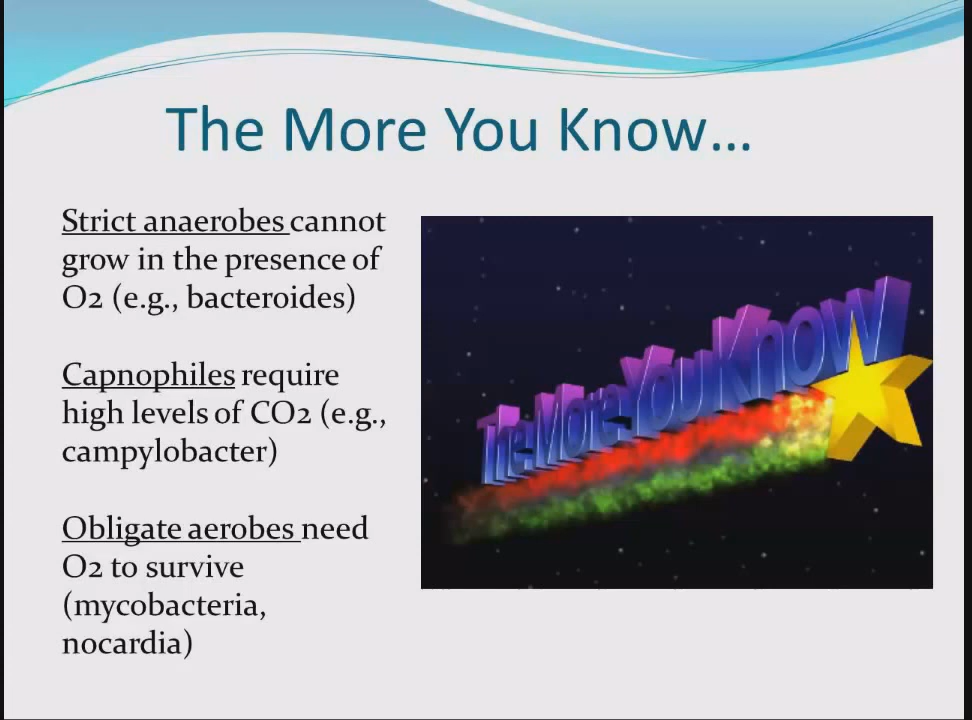 The More You Know...
Strict anaerobes cannot
grow in the presence of
O2 (e.g., bacteroides)
Capnophiles require
high levels of CO2 (e.g.,
campylobacter)
Obligate aerobes need
O2 to survive
(mycobacteria,
nocardia)
The More You Know